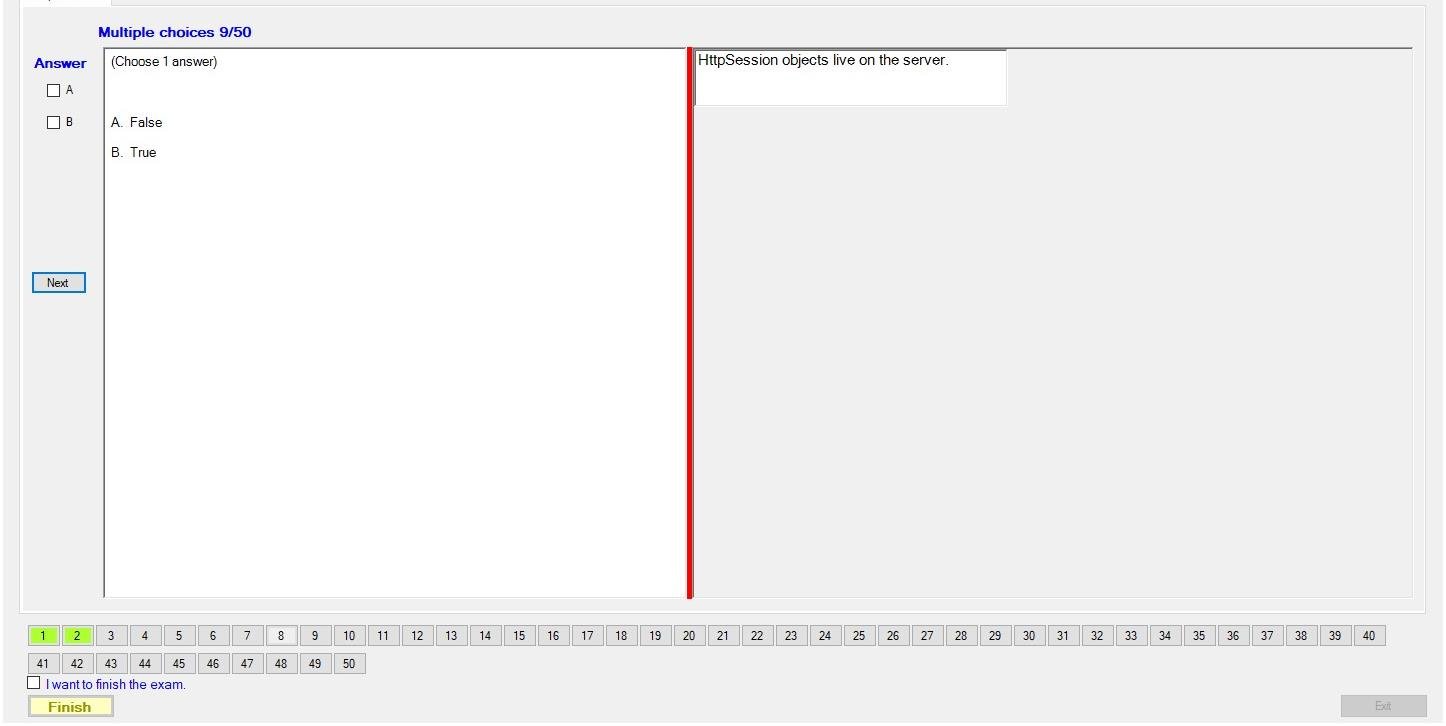 Multiple choices 9/50
Answer
(Choose 1 answer)
HttpSession objects live on the server.
A
B
A. False
B. True
Next
1 2 3 4 5 6 7 8 9 10 11 12 13 14 15 16 17 18 19 20 21 22 23 24 25 26 27 28 29 30 31 32 33 34 35 36 37 38 39 40
41 42 43 44 45 46 47 48 49 50
I want to finish the exam.
Finish
Exit